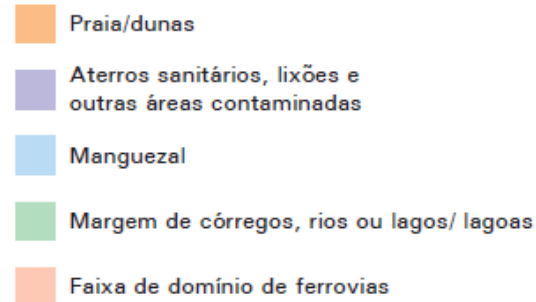 Praia/dunas
Aterros sanitários, lixões e
outras áreas contaminadas
Manguezal
Margem de córregos, rios ou lagos/ lagoas
Faixa de domínio de ferrovias